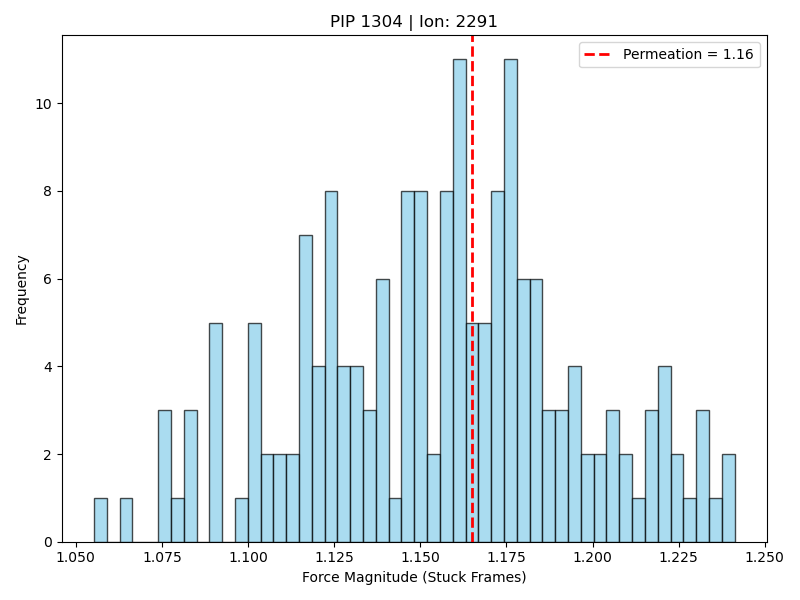 PIP 1304 | Ion: 2291
Permeation = 1.16
Frequency
10
8
6
4
2
0
1.050 1.075 1.100 1.125 1.150 1.175 1.200 1.225 1.250
Force Magnitude (Stuck Frames)